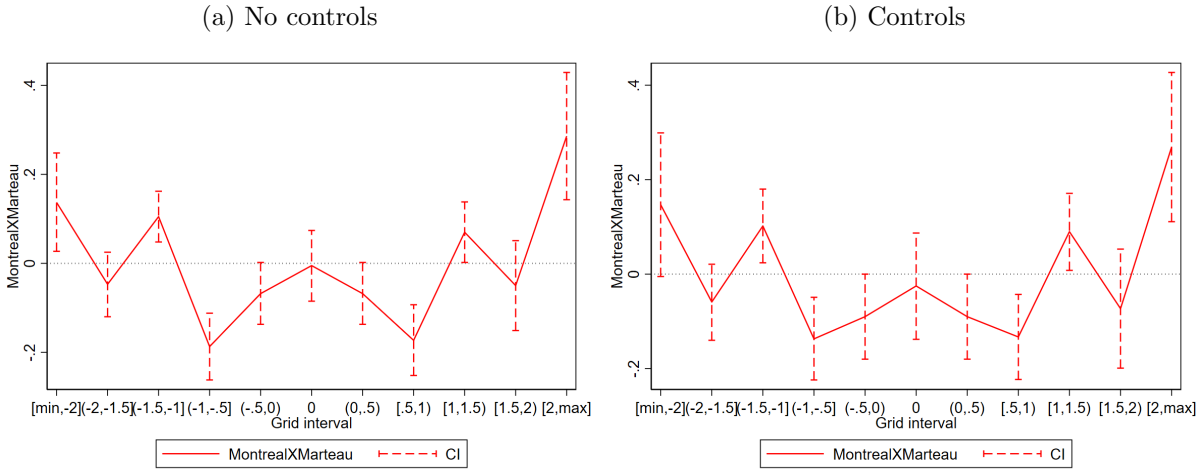 (a) No controls
MontrealXMarteau
.4
.2
0
-.2
[min,-2] (-2,-1.5] (-1.5,-1] (-1,-.5] (-.5,0) 0 (0,.5) [.5,1) [1,1.5) [1.5,2) [2,max]
Grid interval
MontrealXMarteau CI
(b) Controls
MontrealXMarteau
.4
.2
0
-.2
[min,-2] (-2,-1.5] (-1.5,-1] (-1,-.5] (-.5,0) 0 (0,.5) [.5,1) [1,1.5) [1.5,2) [2,max]
Grid interval
MontrealXMarteau CI